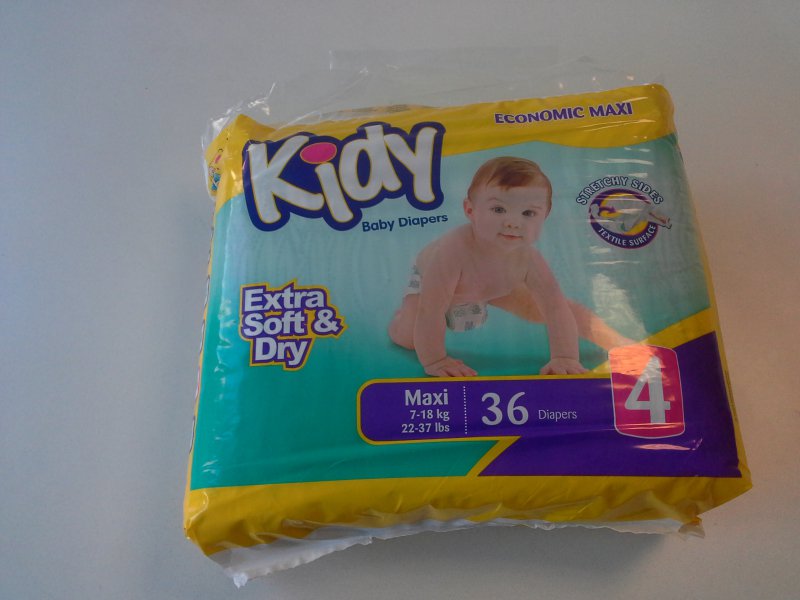 ECONOMIC MAXI
Kidy
Baby Diapers
STRETCHY SIDES
TEXTILE SURFACE
Extra
Soft &
Dry
Maxi
7-18 kg
22-37 lbs
36 Diapers
4